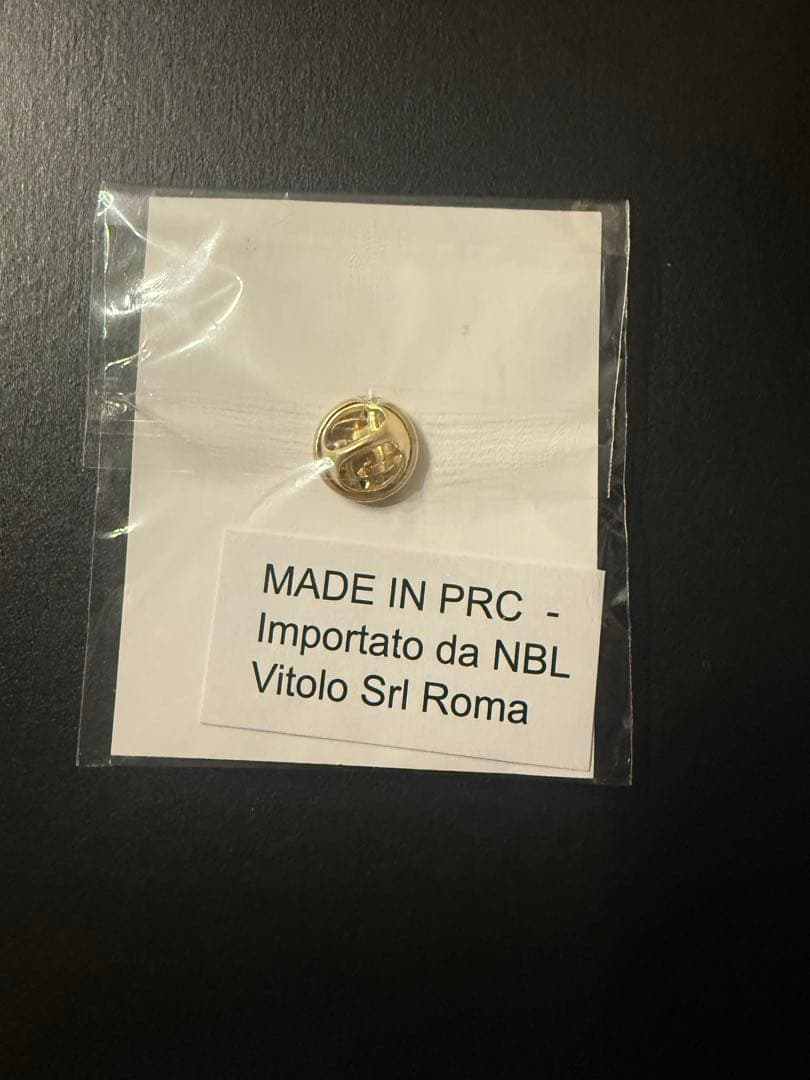 MADE IN PRC -
Importato da NBL
Vitolo Srl Roma